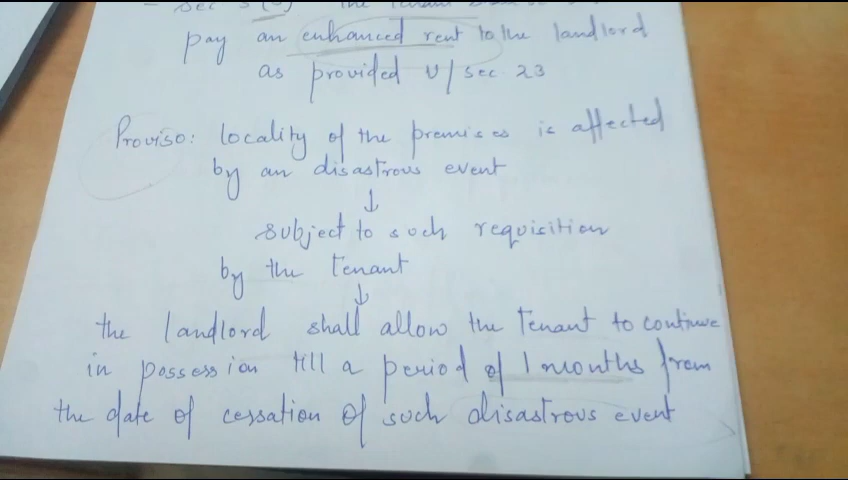 pay an enhanced rent to the landlord
as provided U/sec. 23
Proviso: locality of the premises is affected
by an disastrous event
↓
subject to such requisition
by the tenant
↓
the landlord shall allow the tenant to continue
in possession till a period of 1 months from
the date of cessation of such disastrous event